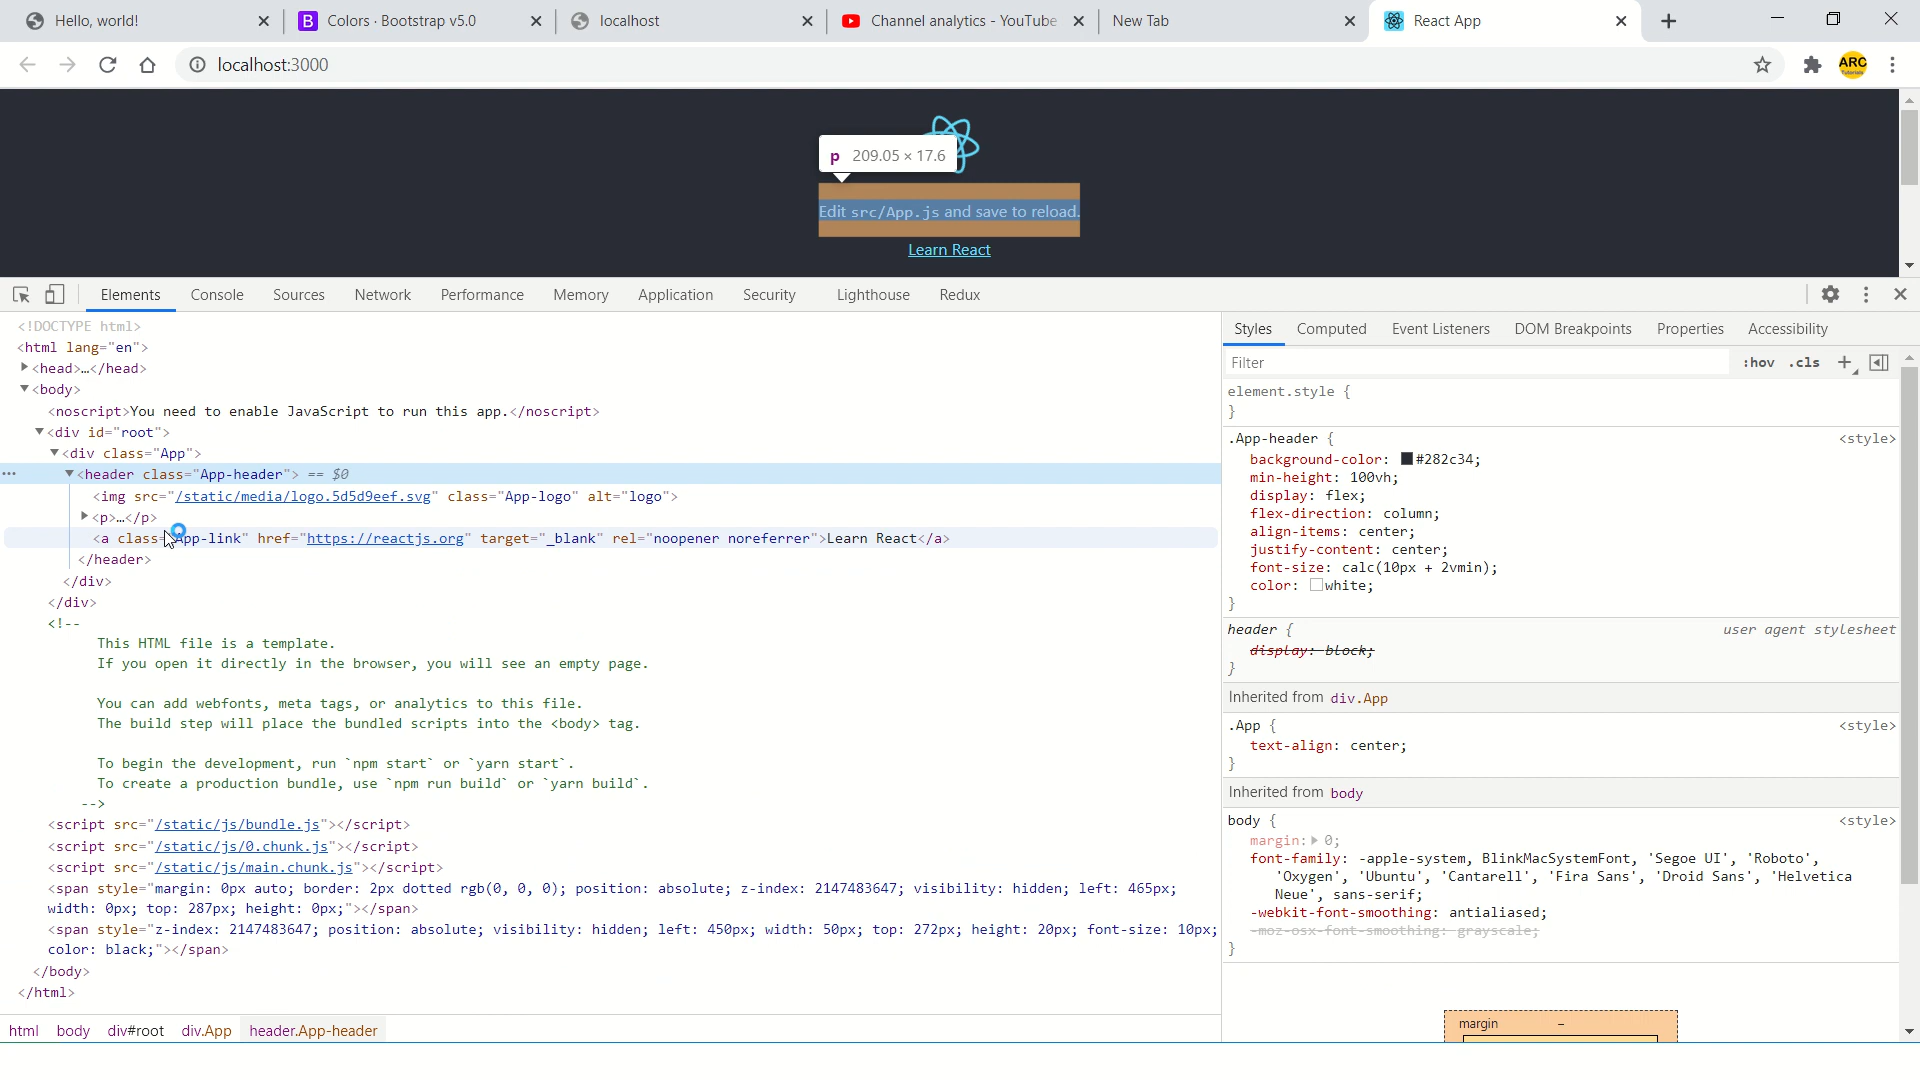 Hello, world!
Colors · Bootstrap v5.0
localhost
Channel analytics - YouTube
New Tab
React App
localhost:3000
ARC
Tutorials
p 209.05 × 17.6
Edit src/App.js and save to reload.
Learn React
Elements Console Sources Network Performance Memory Application Security Lighthouse Redux
<!DOCTYPE html>
<html lang="en">
<head>…</head>
<body>
<noscript>You need to enable JavaScript to run this app.</noscript>
<div id="root">
<div class="App">
<header class="App-header"> == $0
<img src="/static/media/logo.5d5d9eef.svg" class="App-logo" alt="logo">
<p>…</p>
<a class="App-link" href="https://reactjs.org" target="_blank" rel="noopener noreferrer">Learn React</a>
</header>
</div>
</div>
<!--
This HTML file is a template.
If you open it directly in the browser, you will see an empty page.
You can add webfonts, meta tags, or analytics to this file.
The build step will place the bundled scripts into the <body> tag.
To begin the development, run `npm start` or `yarn start`.
To create a production bundle, use `npm run build` or `yarn build`.
-->
<script src="/static/js/bundle.js"></script>
<script src="/static/js/0.chunk.js"></script>
<script src="/static/js/main.chunk.js"></script>
<span style="margin: 0px auto; border: 2px dotted rgb(0, 0, 0); position: absolute; z-index: 2147483647; visibility: hidden; left: 465px;
width: 0px; top: 287px; height: 0px;"></span>
<span style="z-index: 2147483647; position: absolute; visibility: hidden; left: 450px; width: 50px; top: 272px; height: 20px; font-size: 10px;
color: black;"></span>
</body>
</html>
html body div#root div.App header.App-header
Styles Computed Event Listeners DOM Breakpoints Properties Accessibility
Filter :hov .cls
element.style {
}
.App-header { <style>
background-color: #282c34;
min-height: 100vh;
display: flex;
flex-direction: column;
align-items: center;
justify-content: center;
font-size: calc(10px + 2vmin);
color: white;
}
header { user agent stylesheet
display: block;
}
Inherited from div.App
.App { <style>
text-align: center;
}
Inherited from body
body { <style>
margin: 0;
font-family: -apple-system, BlinkMacSystemFont, 'Segoe UI', 'Roboto',
'Oxygen', 'Ubuntu', 'Cantarell', 'Fira Sans', 'Droid Sans', 'Helvetica
Neue', sans-serif;
-webkit-font-smoothing: antialiased;
-moz-osx-font-smoothing: grayscale;
}
margin –